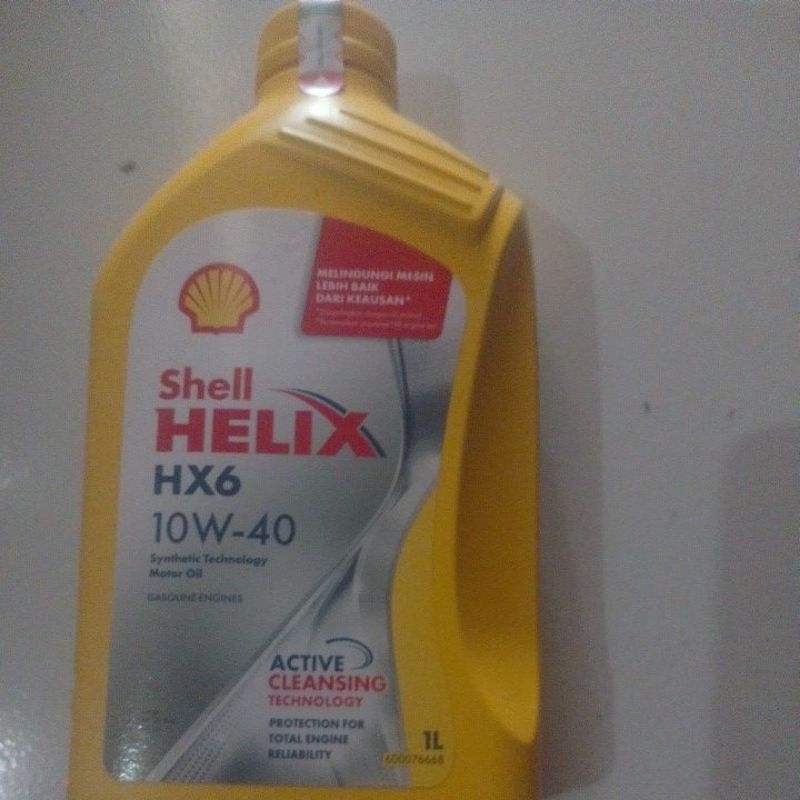 MELINDUNGI MESIN
LEBIH BAIK
DARI KEAUSAN*
Shell
HELIX
HX6
10W-40
Synthetic Technology
Motor Oil
GASOLINE ENGINES
ACTIVE
CLEANSING
TECHNOLOGY
PROTECTION FOR
TOTAL ENGINE
RELIABILITY
1L
600076668